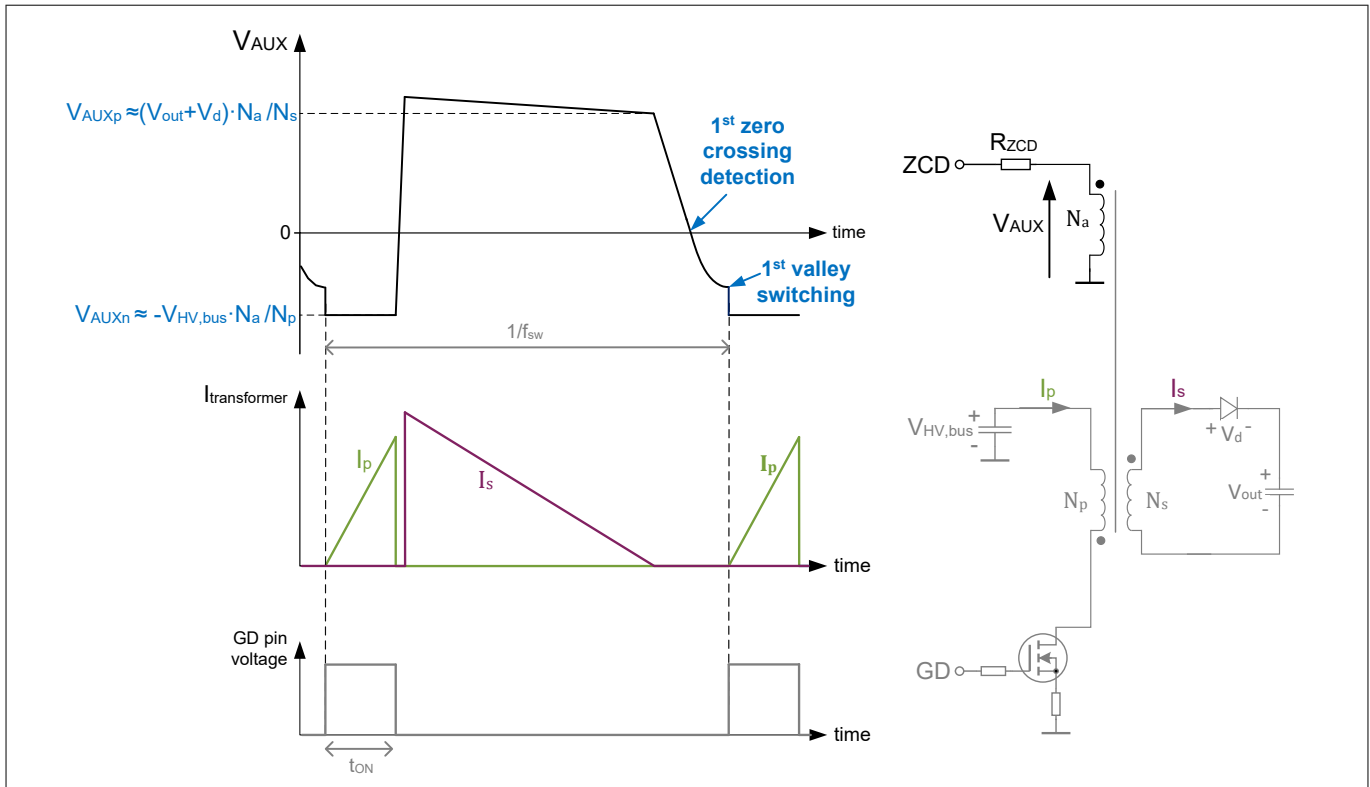 VAUX
VAUXp ≈(Vout+Vd)·Na /Ns
1st zero
crossing
detection
0
time
1st valley
switching
VAUXn ≈ -VHV,bus·Na /Np
1/fsw
Itransformer
Ip
Is
Ip
time
GD pin
voltage
time
tON
RZCD
ZCD
VAUX
Na
Ip
Is
VHV,bus
+
-
+ Vd -
Np
Ns
Vout
+
-
GD